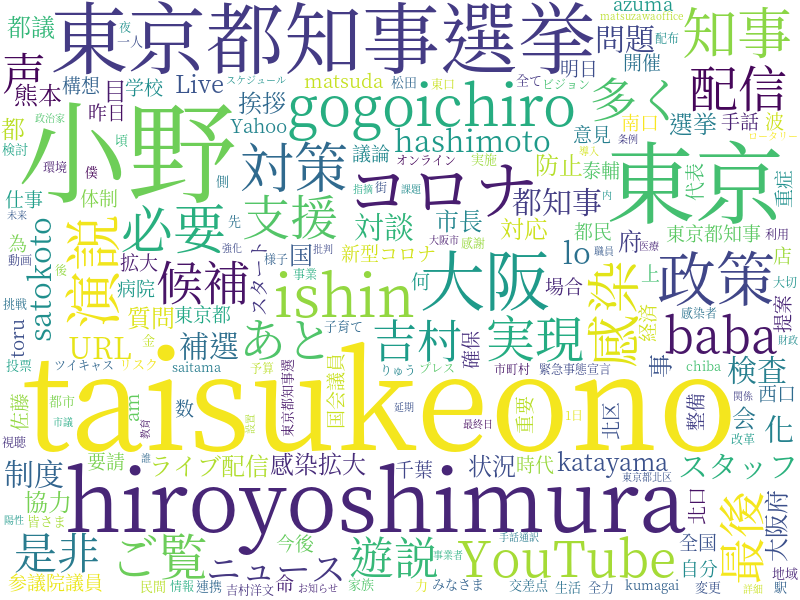 都議
夜
一人
東京都知事選挙
問題
azuma
matsuzawaoffice
配布
知事
声
熊本
構想
目
学校
昨日
Live
スケジュール
挨拶
Yahoo
gogoichiro
matsuda
松田
東口
全て
ビジョン
明日
開催
多く
配信
都
政治家
検討
頃
環境
僕
側
小野
対策
議論
hashimoto
オンライン
コロナ
実施
意見
防止
南口
選挙
手話
波
泰輔
導入
条例
ロータリー
代表
重症
東京
仕事
体制
為
動画
未来
後
先
必要
支援
対談
指摘
街
課題
市長
対応
都知事
都民
府
国
lo
内
東京都知事
利用
店
satokoto
演説
拡大
病院
候補
スタート
強化
批判
様子
事業
大阪市
感謝
新型コロナ
何
大阪
場合
職員
医療
上
政策
大切
提案
挑戦
toru
投票
質問
東京都
金
URL
補選
ishin
あと
子育て
吉村
確保
実現
感染
経済
事
感染者
baba
財政
ツイキャス
リスク
saitama
予算
りゅう
ブレス
市町村
緊急事態宣言
chiba
関係
検査
西口
佐藤
都市
市議
am
教育
数
設置
誰
東京都知事選
国会議員
taisukeono
延期
最終日
重要
1日
北区
整備
会
改革
化
視聴
制度
要請
ライブ配信
感染拡大
千葉
状況
時代
katayama
東京都北区
スタッフ
協力
陽性
皆さま
是非
ご覧
hiroyoshimura
北口
最後
大阪府
今後
ニュース
遊説
手話通訳
事業者
YouTube
全国
自分
地域
駅
参議院議員
民間
情報
連携
命
吉村洋文
お知らせ
家族
力
みなさま
交差点
生活
全力
kumagai
変更
詳細